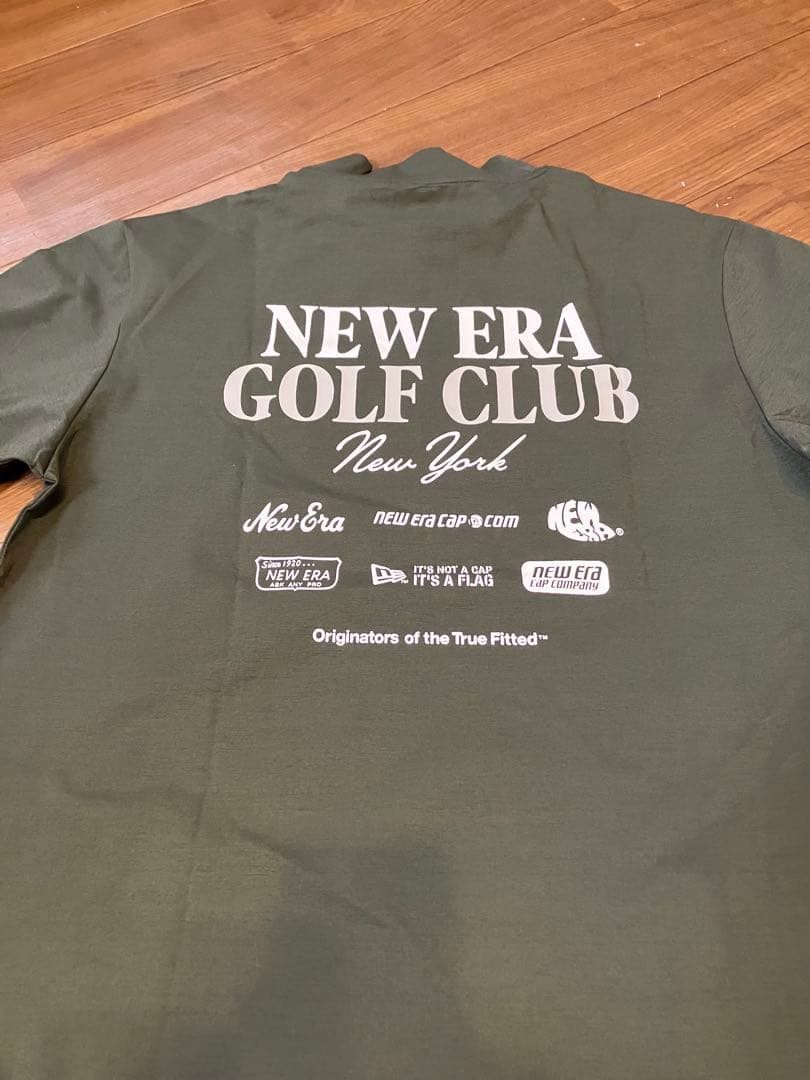 NEW ERA
GOLF CLUB
New York
New Era
new era cap com
NEW ERA ®
Since 1920...
NEW ERA
ASK ANY PRO
NE™
IT'S NOT A CAP
IT'S A FLAG
new era
cap company
Originators of the True Fitted™